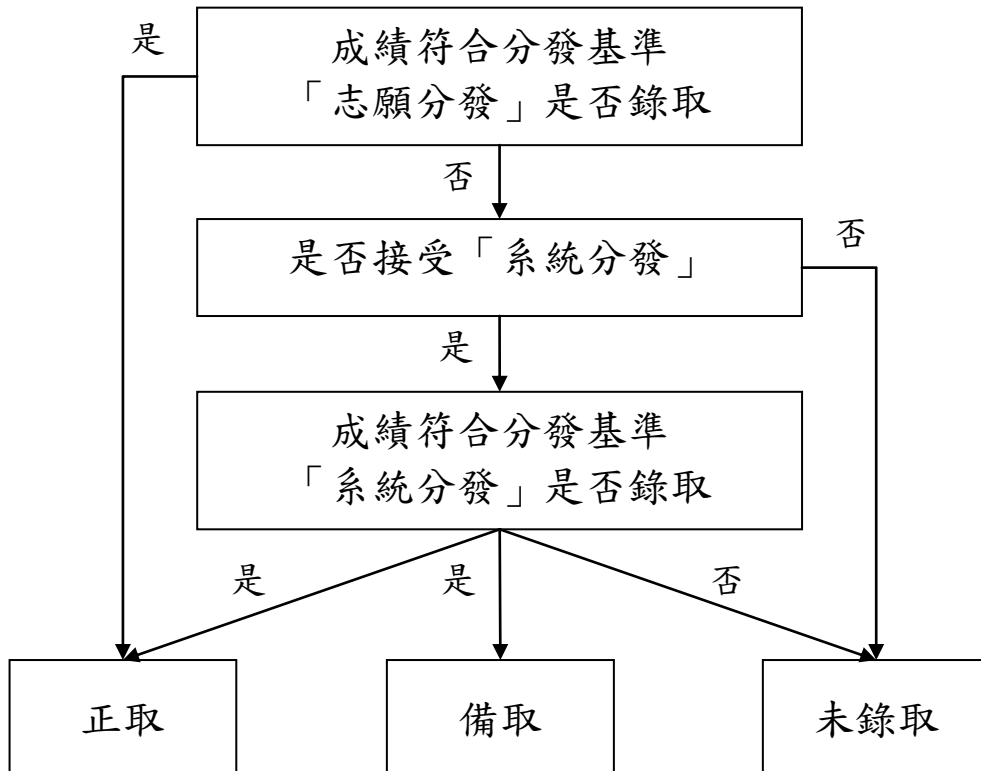 是
成績符合分發基準
「志願分發」是否錄取
否
是否接受「系統分發」
否
是
成績符合分發基準
「系統分發」是否錄取
是
是
否
正取
備取
未錄取